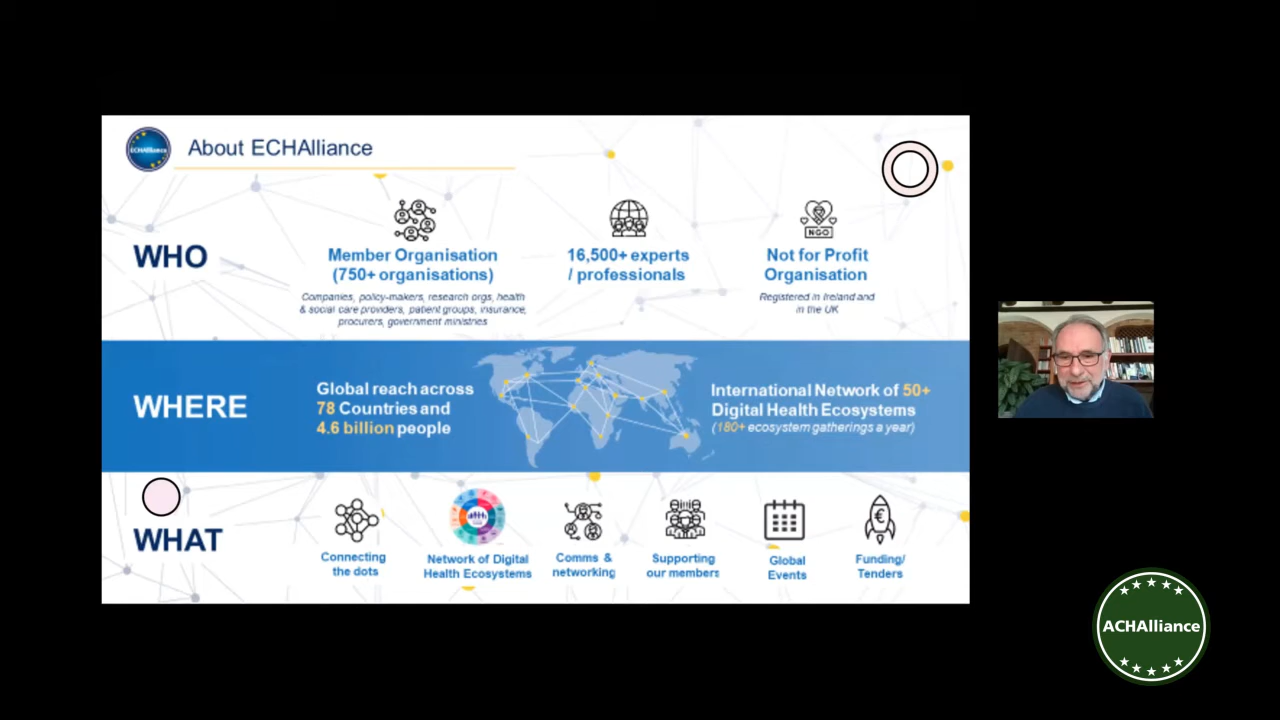 ECHAlliance
About ECHAlliance
WHO
Member Organisation
(750+ organisations)
Companies, policy-makers, research orgs, health
& social care providers, patient groups, insurance,
procurers, government ministries
16,500+ experts
/ professionals
NGO
Not for Profit
Organisation
Registered in Ireland and
in the UK
WHERE
Global reach across
78 Countries and
4.6 billion people
International Network of 50+
Digital Health Ecosystems
(180+ ecosystem gatherings a year)
WHAT
Connecting
the dots
Network of Digital
Health Ecosystems
Comms &
networking
Supporting
our members
Global
Events
€
Funding/
Tenders
ACHAlliance